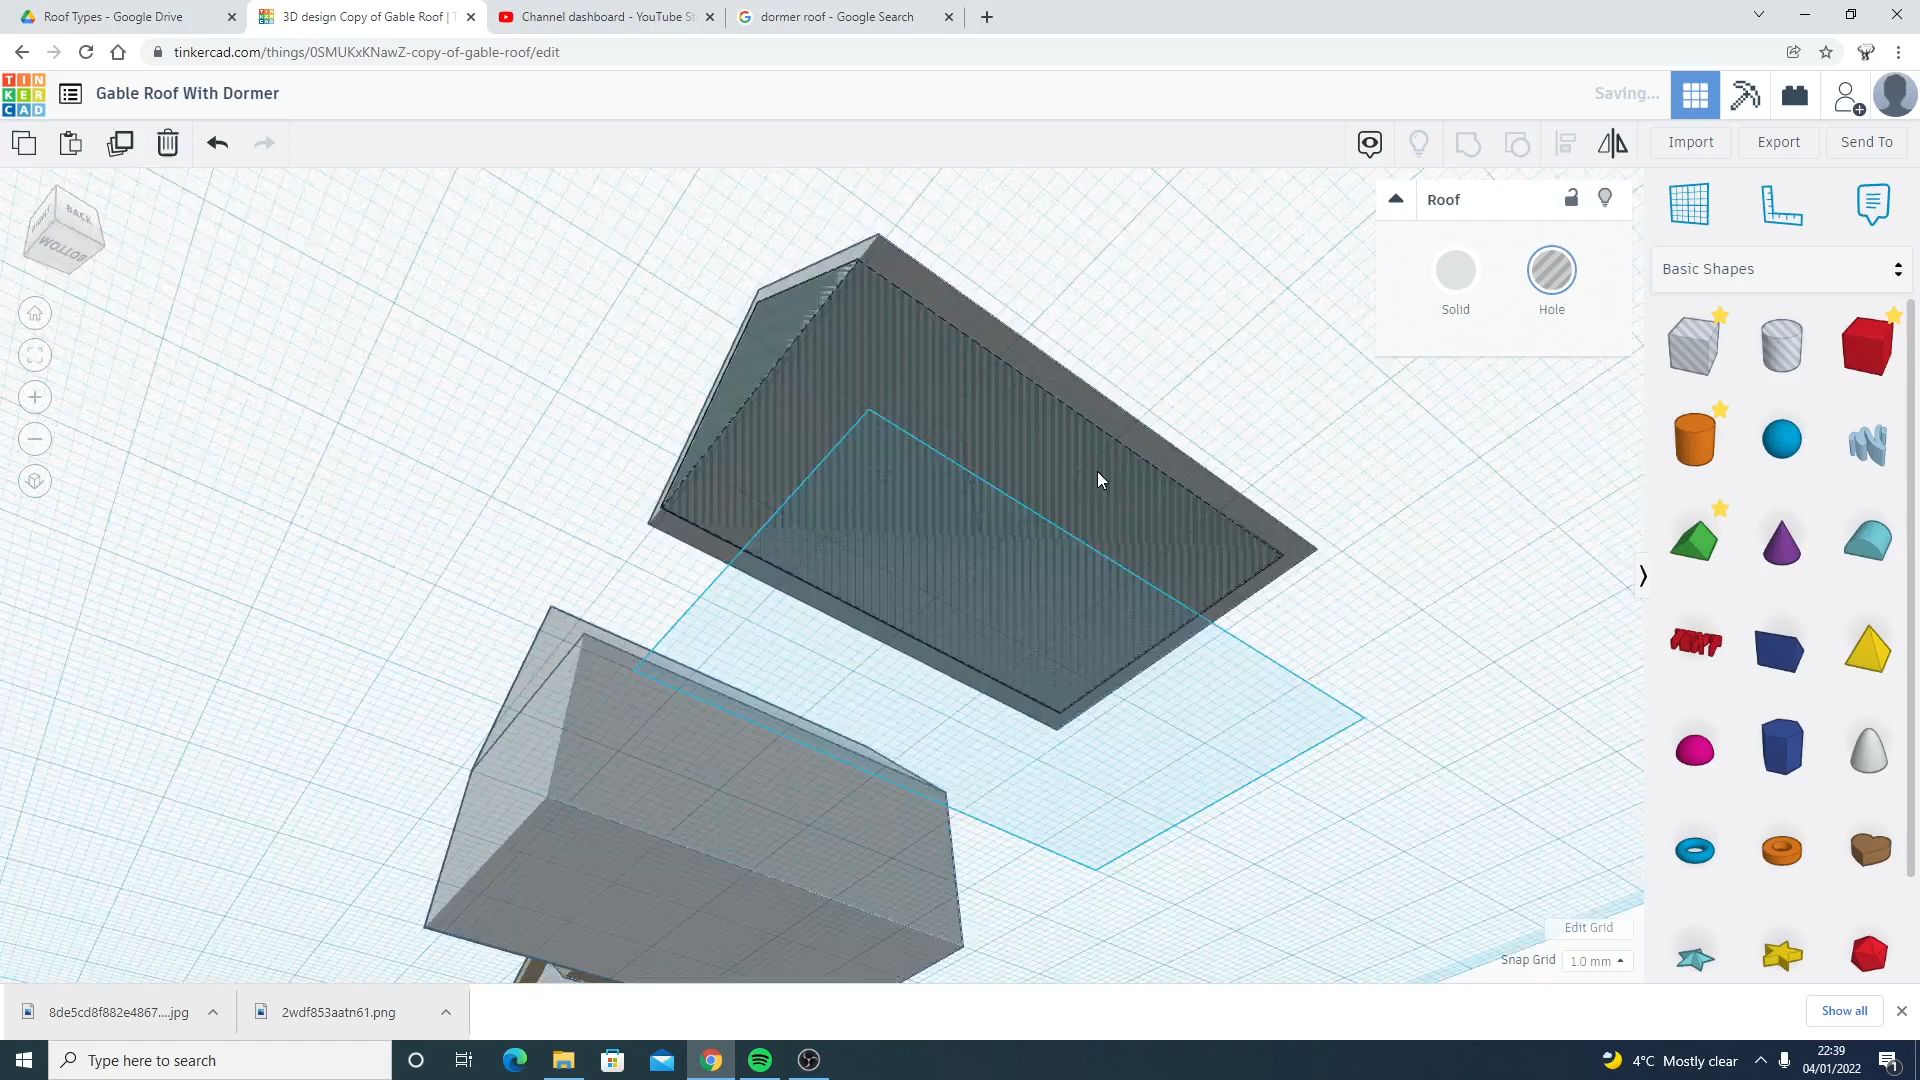 Roof Types - Google Drive
3D design Copy of Gable Roof | T
Channel dashboard - YouTube St
dormer roof - Google Search
tinkercad.com/things/0SMUKxKNawZ-copy-of-gable-roof/edit
TIN
KER
CAD
Gable Roof With Dormer
Saving...
Import
Export
Send To
RIGHT
BACK
BOTTOM
Roof
Solid
Hole
Basic Shapes
TEXT
Edit Grid
Snap Grid
1.0 mm
8de5cd8f882e4867....jpg
2wdf853aatn61.png
Show all
Type here to search
4°C Mostly clear
22:39
04/01/2022
1